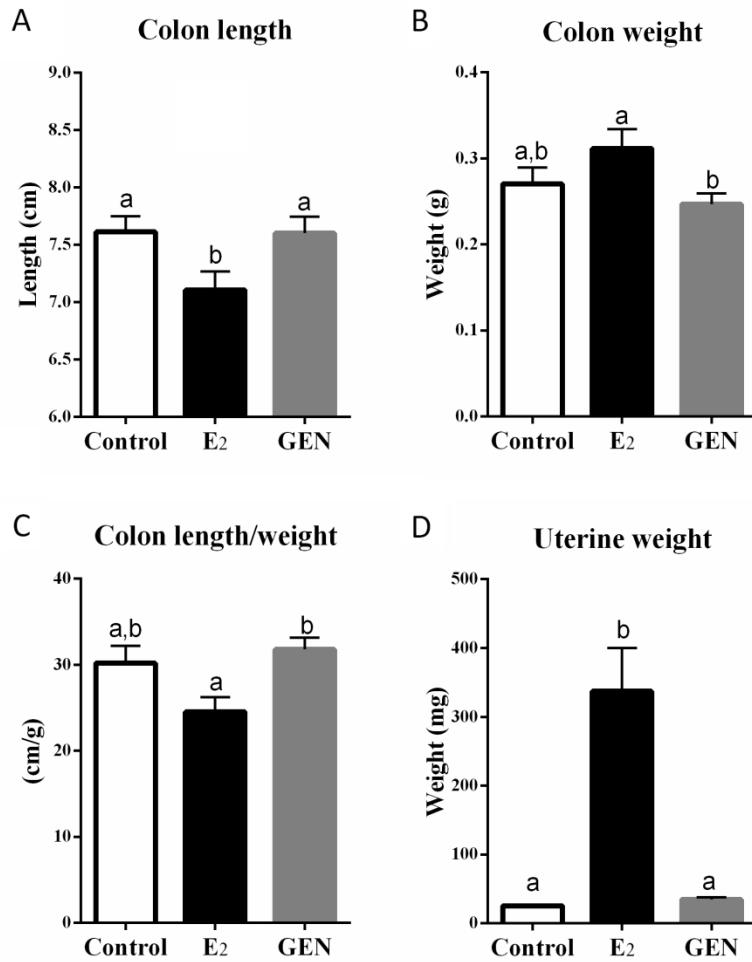 A
Colon length
9.0
8.5
8.0
7.5
7.0
6.5
6.0
Length (cm)
a
b
a
Control E2 GEN
B
Colon weight
0.4
0.3
0.2
0.1
0.0
Weight (g)
a,b
a
b
Control E2 GEN
C
Colon length/weight
40
30
20
10
0
(cm/g)
a,b
a
b
Control E2 GEN
D
Uterine weight
500
400
300
200
100
0
Weight (mg)
a
b
a
Control E2 GEN